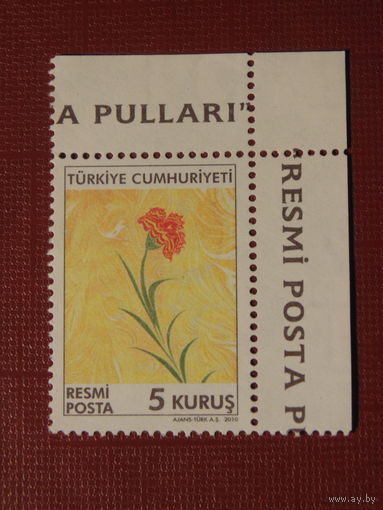 A PULLARI"
TÜRKİYE CUMHURİYETİ
"RESMİ POSTA P
RESMİ
POSTA
5 KURUŞ
AJANS-TÜRK A.Ş. 2010
www.ay.by